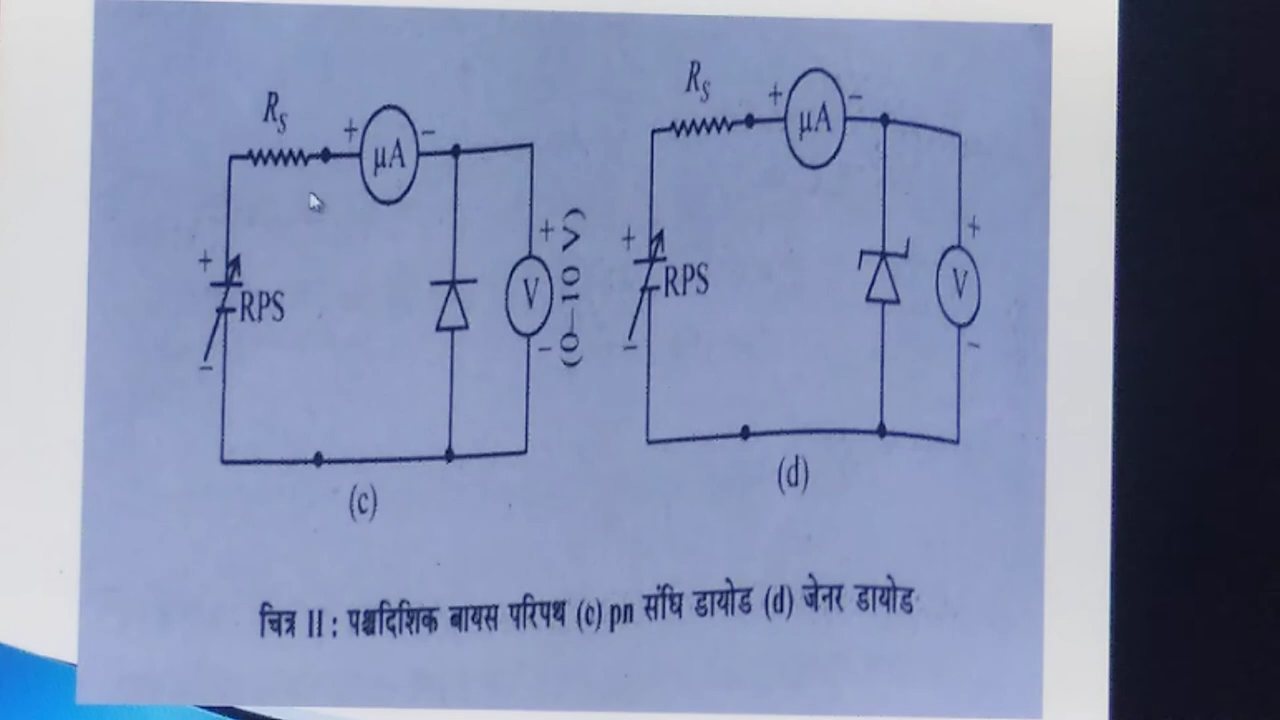 R_S
+ μA −
+ RPS −
+ V −
(0–10 V)
(c)
R_S
+ μA −
+ RPS −
+ V −
(d)
चित्र II : पश्चदिशिक बायस परिपथ (c) pn संधि डायोड (d) जेनर डायोड